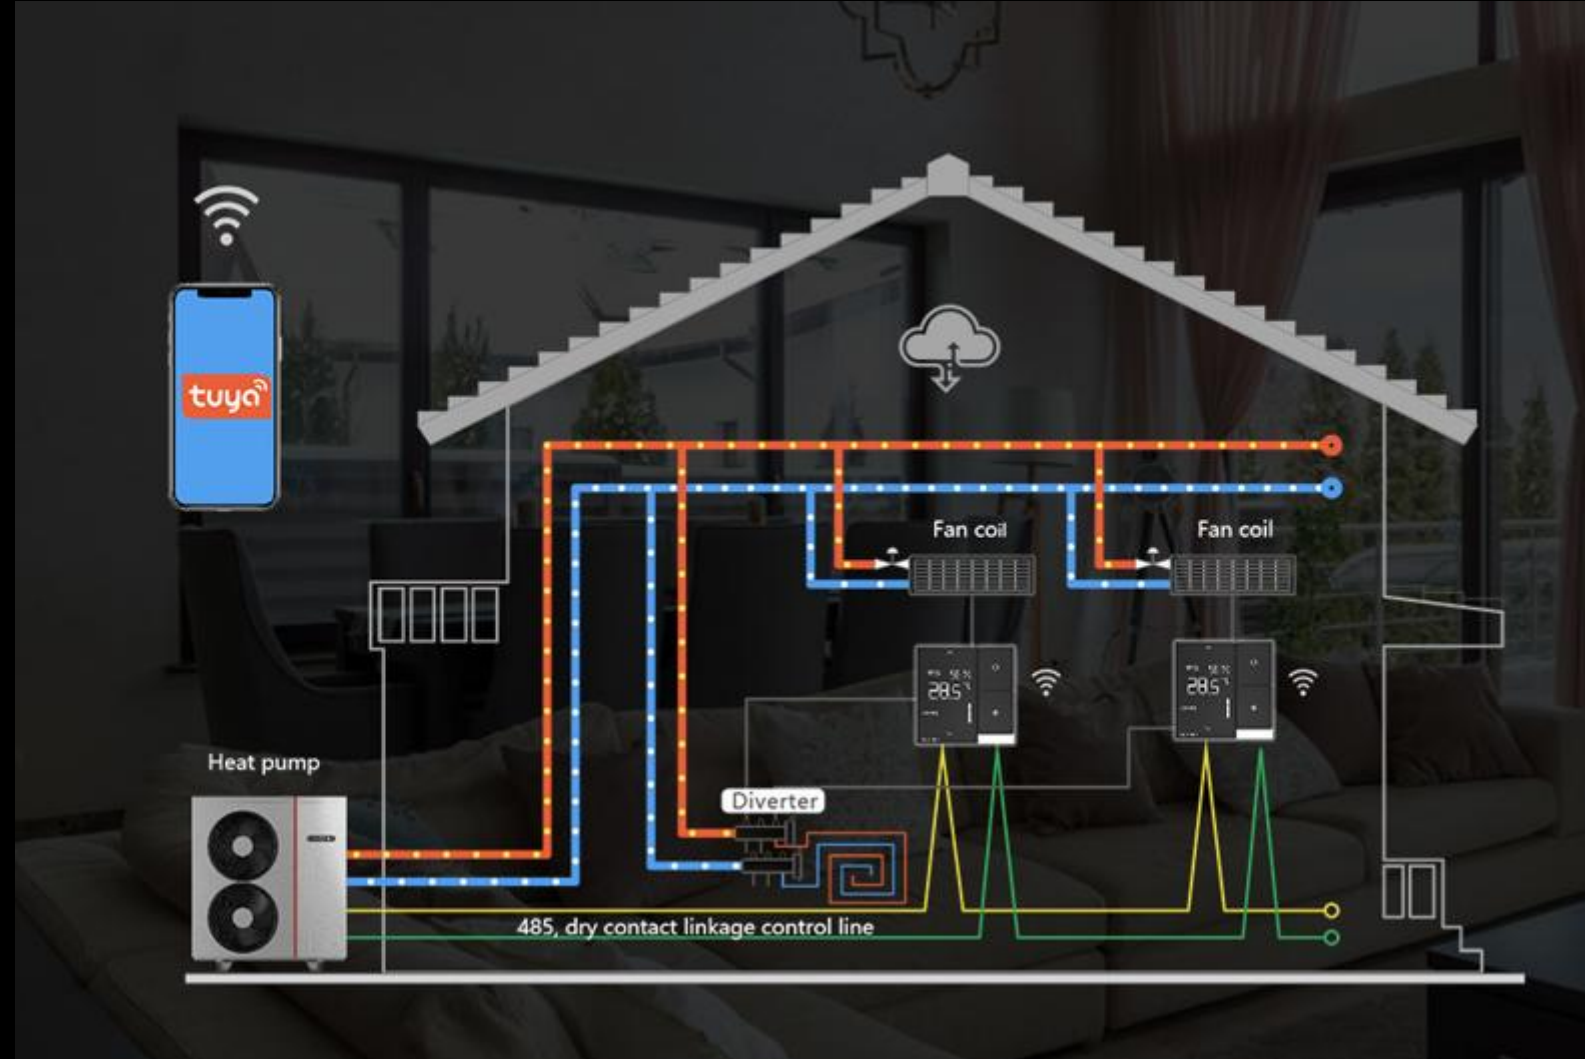 tuya
Fan coil
Fan coil
28.5
28.5
Heat pump
Diverter
485, dry contact linkage control line